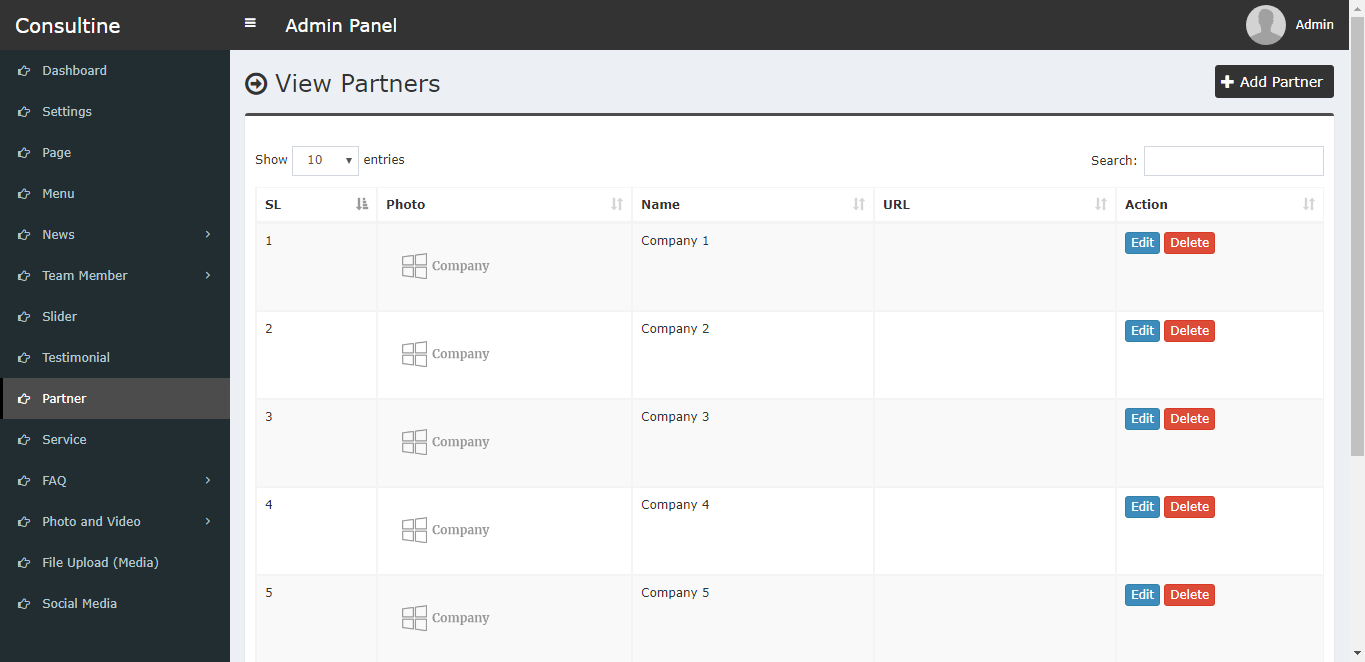 Consultine
Admin Panel
Admin
Dashboard
Settings
Page
Menu
News
Team Member
Slider
Testimonial
Partner
Service
FAQ
Photo and Video
File Upload (Media)
Social Media
View Partners
Add Partner
Show 10 entries
Search:
SL Photo Name URL Action
1 Company Company 1 Edit Delete
2 Company Company 2 Edit Delete
3 Company Company 3 Edit Delete
4 Company Company 4 Edit Delete
5 Company Company 5 Edit Delete